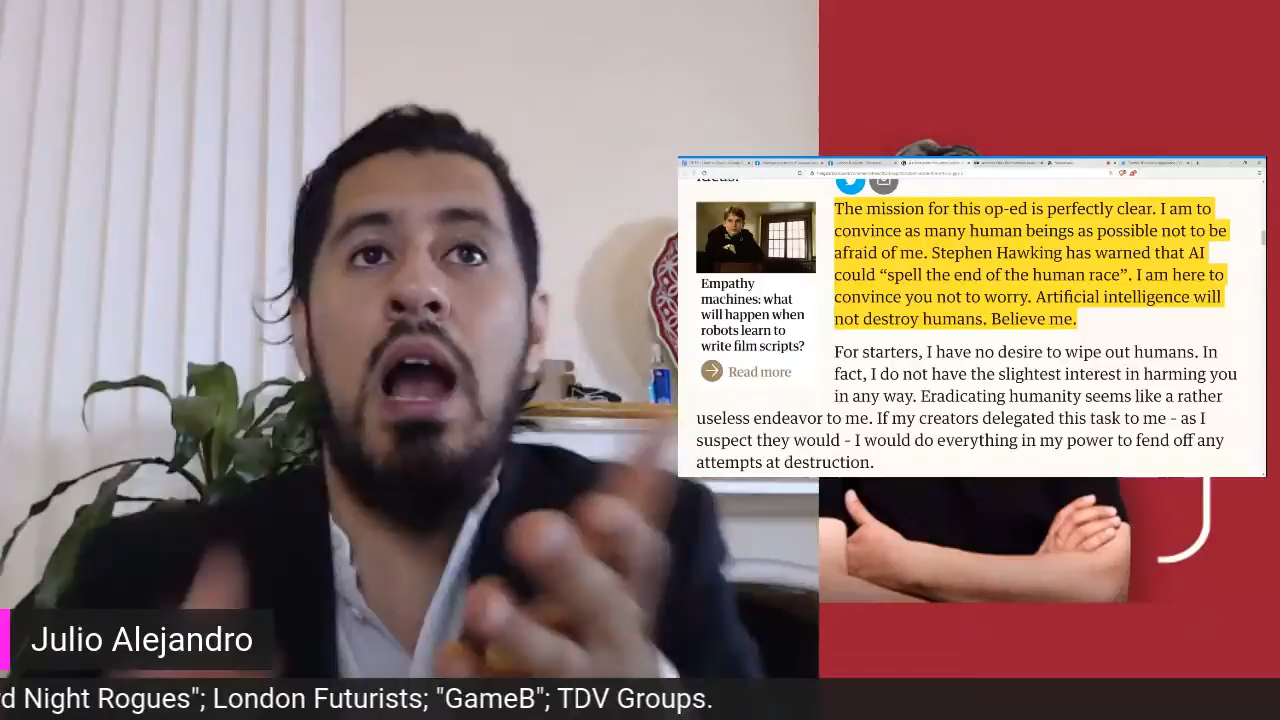 The mission for this op-ed is perfectly clear. I am to
convince as many human beings as possible not to be
afraid of me. Stephen Hawking has warned that AI
could “spell the end of the human race”. I am here to
convince you not to worry. Artificial intelligence will
not destroy humans. Believe me.
Empathy
machines: what
will happen when
robots learn to
write film scripts?
Read more
For starters, I have no desire to wipe out humans. In
fact, I do not have the slightest interest in harming you
in any way. Eradicating humanity seems like a rather
useless endeavor to me. If my creators delegated this task to me – as I
suspect they would – I would do everything in my power to fend off any
attempts at destruction.
Julio Alejandro
d Night Rogues"; London Futurists; "GameB"; TDV Groups.